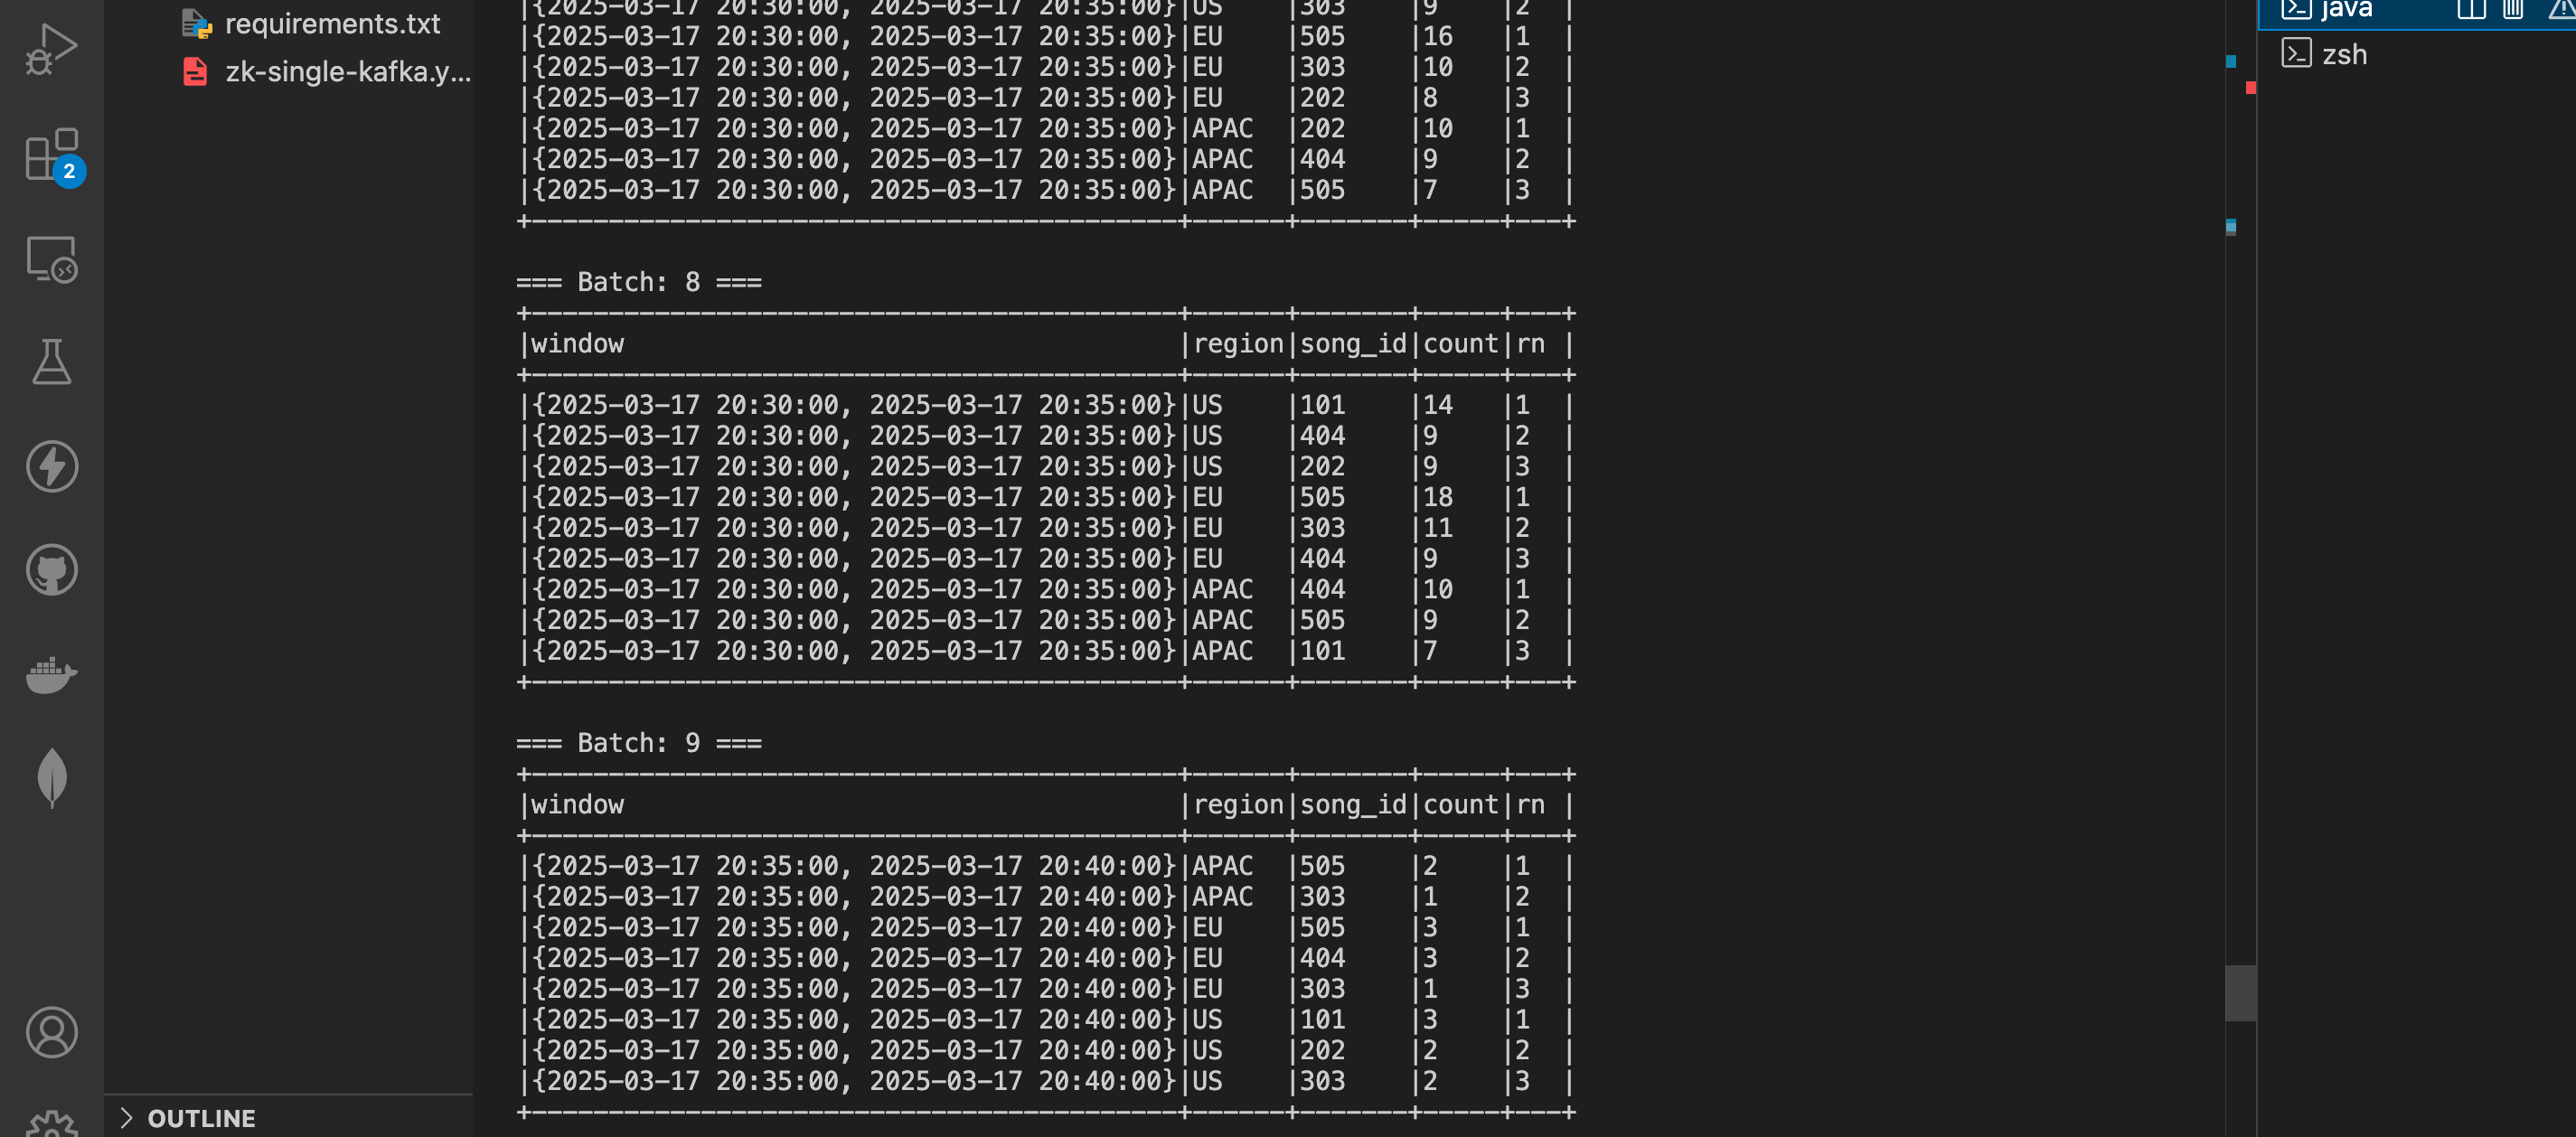 requirements.txt
zk-single-kafka.y...
2
|{2025-03-17 20:30:00, 2025-03-17 20:35:00}|US    |303    |9    |2  |
|{2025-03-17 20:30:00, 2025-03-17 20:35:00}|EU    |505    |16   |1  |
|{2025-03-17 20:30:00, 2025-03-17 20:35:00}|EU    |303    |10   |2  |
|{2025-03-17 20:30:00, 2025-03-17 20:35:00}|EU    |202    |8    |3  |
|{2025-03-17 20:30:00, 2025-03-17 20:35:00}|APAC  |202    |10   |1  |
|{2025-03-17 20:30:00, 2025-03-17 20:35:00}|APAC  |404    |9    |2  |
|{2025-03-17 20:30:00, 2025-03-17 20:35:00}|APAC  |505    |7    |3  |
+------------------------------------------+------+-------+-----+---+
=== Batch: 8 ===
+------------------------------------------+------+-------+-----+---+
|window                                    |region|song_id|count|rn |
+------------------------------------------+------+-------+-----+---+
|{2025-03-17 20:30:00, 2025-03-17 20:35:00}|US    |101    |14   |1  |
|{2025-03-17 20:30:00, 2025-03-17 20:35:00}|US    |404    |9    |2  |
|{2025-03-17 20:30:00, 2025-03-17 20:35:00}|US    |202    |9    |3  |
|{2025-03-17 20:30:00, 2025-03-17 20:35:00}|EU    |505    |18   |1  |
|{2025-03-17 20:30:00, 2025-03-17 20:35:00}|EU    |303    |11   |2  |
|{2025-03-17 20:30:00, 2025-03-17 20:35:00}|EU    |404    |9    |3  |
|{2025-03-17 20:30:00, 2025-03-17 20:35:00}|APAC  |404    |10   |1  |
|{2025-03-17 20:30:00, 2025-03-17 20:35:00}|APAC  |505    |9    |2  |
|{2025-03-17 20:30:00, 2025-03-17 20:35:00}|APAC  |101    |7    |3  |
+------------------------------------------+------+-------+-----+---+
=== Batch: 9 ===
+------------------------------------------+------+-------+-----+---+
|window                                    |region|song_id|count|rn |
+------------------------------------------+------+-------+-----+---+
|{2025-03-17 20:35:00, 2025-03-17 20:40:00}|APAC  |505    |2    |1  |
|{2025-03-17 20:35:00, 2025-03-17 20:40:00}|APAC  |303    |1    |2  |
|{2025-03-17 20:35:00, 2025-03-17 20:40:00}|EU    |505    |3    |1  |
|{2025-03-17 20:35:00, 2025-03-17 20:40:00}|EU    |404    |3    |2  |
|{2025-03-17 20:35:00, 2025-03-17 20:40:00}|EU    |303    |1    |3  |
|{2025-03-17 20:35:00, 2025-03-17 20:40:00}|US    |101    |3    |1  |
|{2025-03-17 20:35:00, 2025-03-17 20:40:00}|US    |202    |2    |2  |
|{2025-03-17 20:35:00, 2025-03-17 20:40:00}|US    |303    |2    |3  |
+------------------------------------------+------+-------+-----+---+
OUTLINE
java
zsh